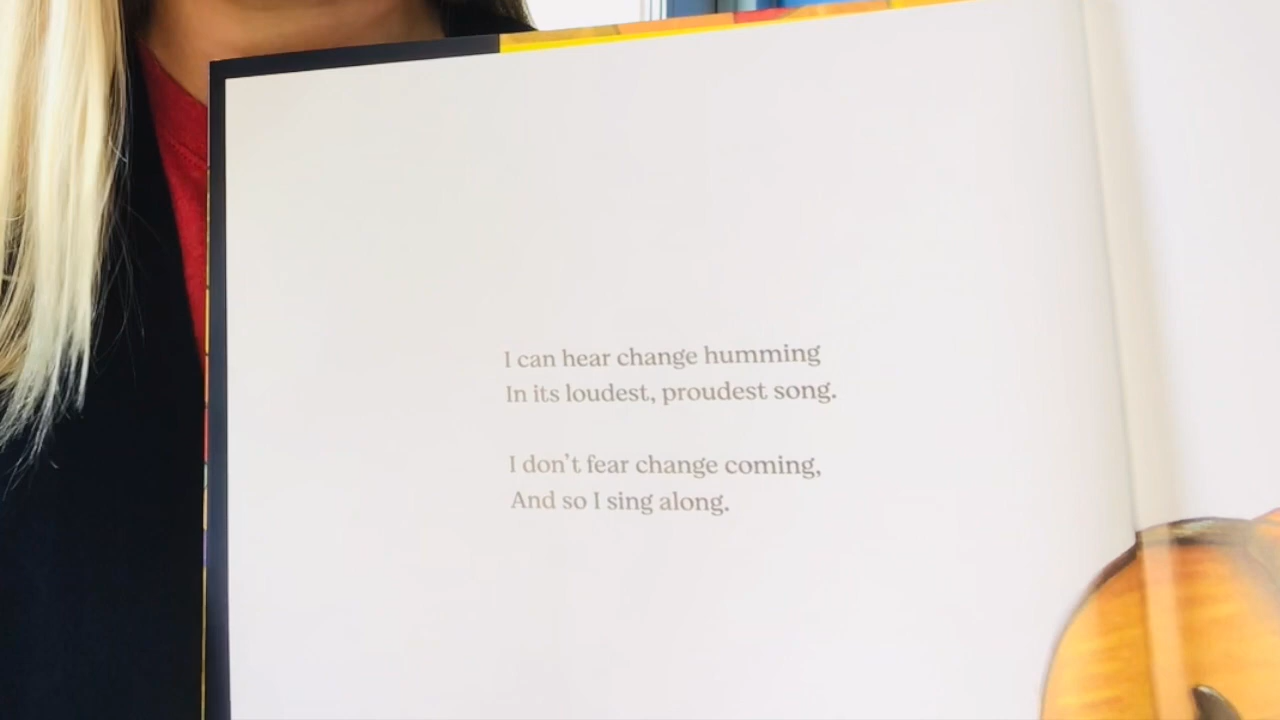 I can hear change humming
In its loudest, proudest song.
I don't fear change coming,
And so I sing along.